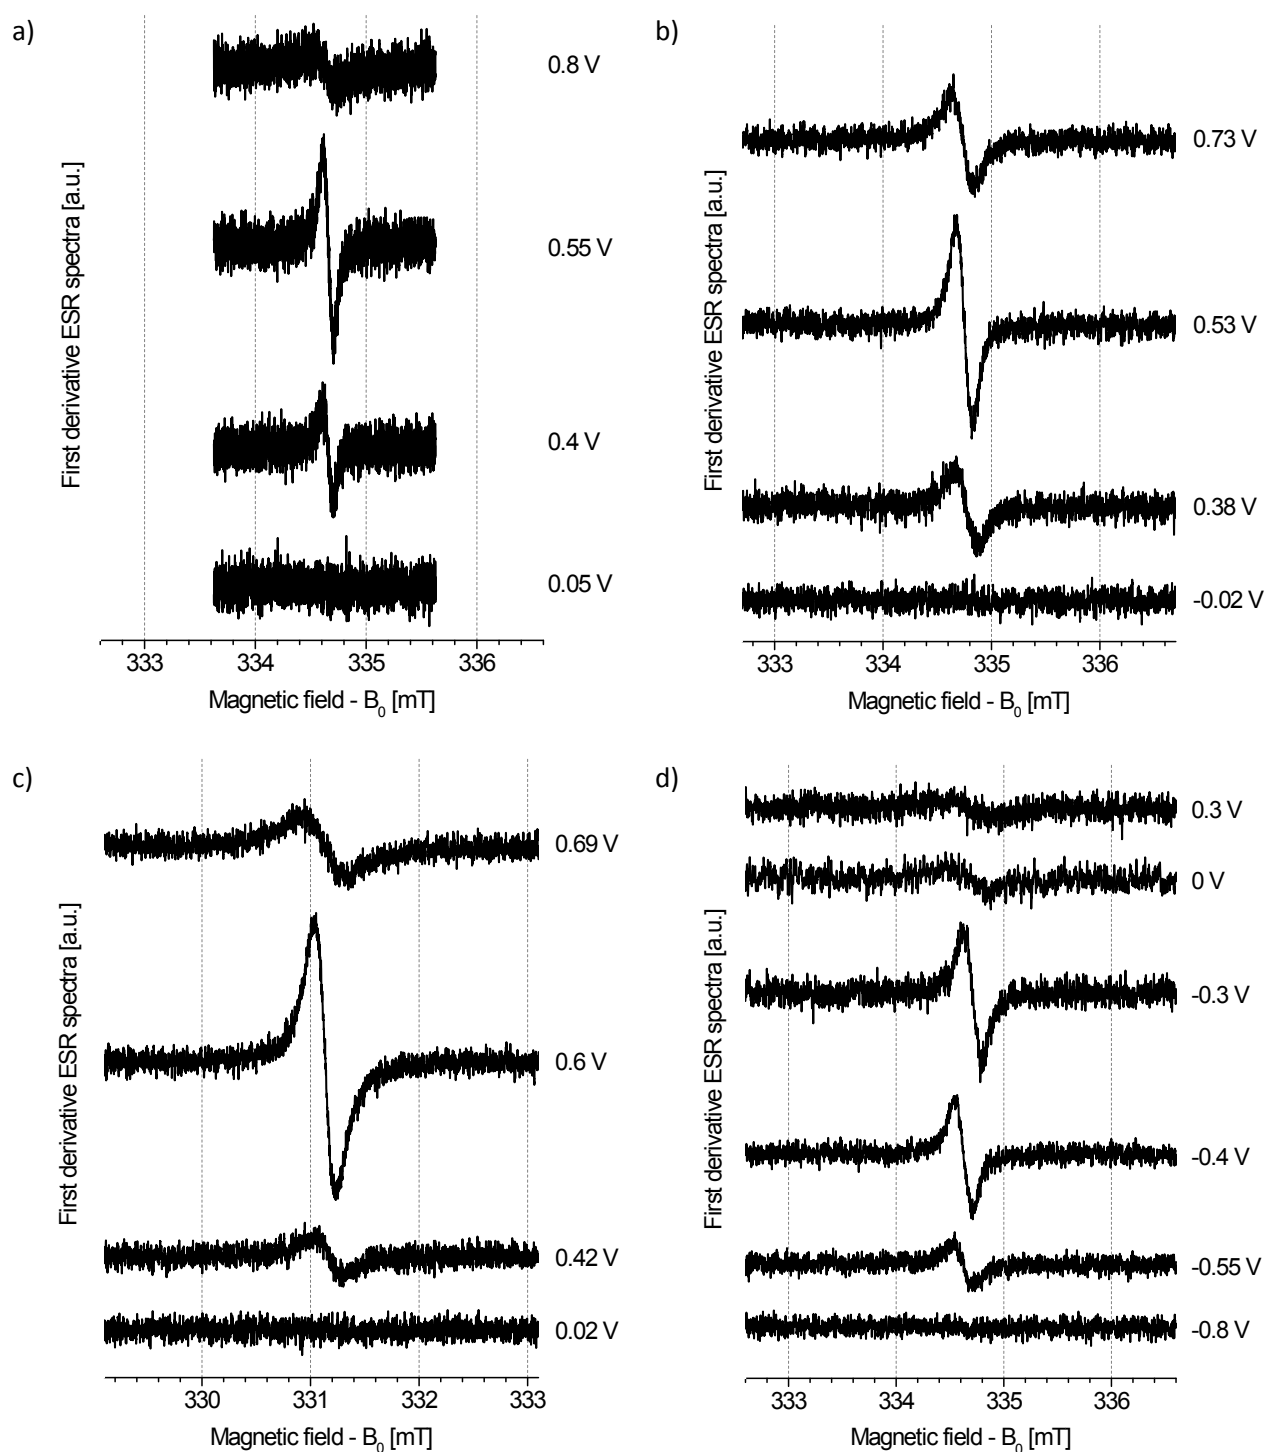 a)
First derivative ESR spectra [a.u.]
0.8 V
0.55 V
0.4 V
0.05 V
333 334 335 336
Magnetic field - B0 [mT]
b)
First derivative ESR spectra [a.u.]
0.73 V
0.53 V
0.38 V
-0.02 V
333 334 335 336
Magnetic field - B0 [mT]
c)
First derivative ESR spectra [a.u.]
0.69 V
0.6 V
0.42 V
0.02 V
330 331 332 333
Magnetic field - B0 [mT]
d)
First derivative ESR spectra [a.u.]
0.3 V
0 V
-0.3 V
-0.4 V
-0.55 V
-0.8 V
333 334 335 336
Magnetic field - B0 [mT]